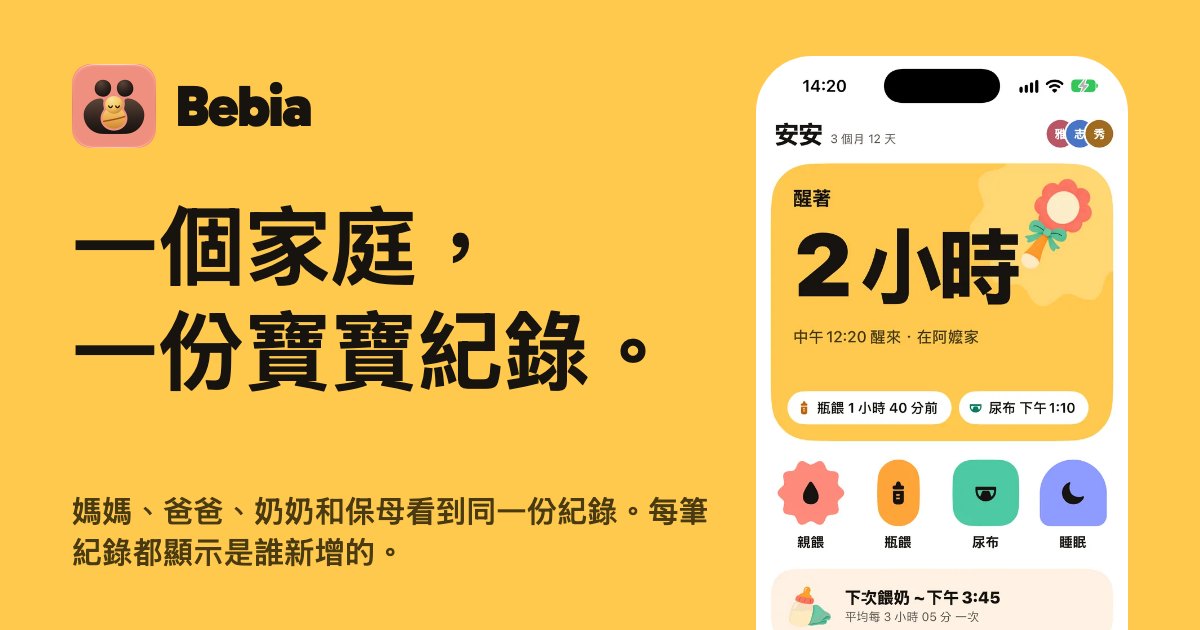 Bebia
一個家庭，
一份寶寶紀錄。
媽媽、爸爸、奶奶和保母看到同一份紀錄。每筆
紀錄都顯示是誰新增的。
14:20
安安 3 個月 12 天
雅 志 秀
醒著
2 小時
中午 12:20 醒來 · 在阿嬤家
瓶餵 1 小時 40 分前
尿布 下午 1:10
親餵
瓶餵
尿布
睡眠
下次餵奶 ~ 下午 3:45
平均每 3 小時 05 分 一次